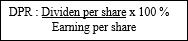 DPR : Dividen per share x 100 %
Earning per share